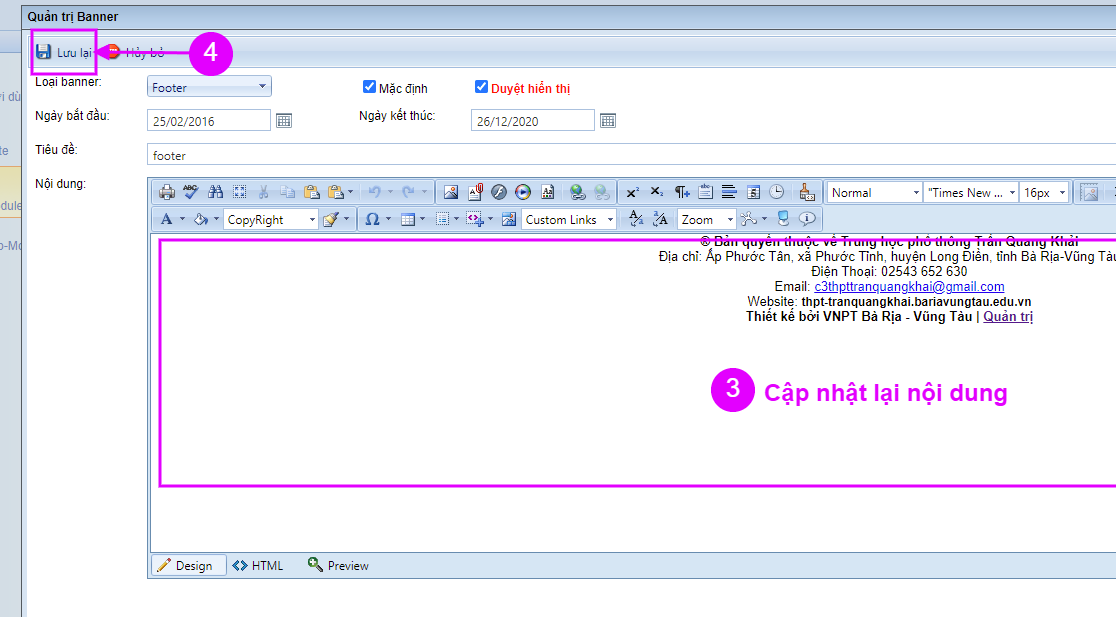 Quản trị Banner
Lưu lại Hủy bỏ 4
Loại banner: Footer Mặc định Duyệt hiển thị
Ngày bắt đầu: 25/02/2016 Ngày kết thúc: 26/12/2020
Tiêu đề: footer
Nội dung:
Normal "Times New ... 16px
CopyRight Custom Links Zoom
® Bản quyền thuộc về Trung học phổ thông Trần Quang Khải
Địa chỉ: Ấp Phước Tân, xã Phước Tỉnh, huyện Long Điền, tỉnh Bà Rịa-Vũng Tàu
Điện Thoại: 02543 652 630
Email: c3thpttranquangkhai@gmail.com
Website: thpt-tranquangkhai.bariavungtau.edu.vn
Thiết kế bởi VNPT Bà Rịa - Vũng Tàu | Quản trị
3 Cập nhật lại nội dung
Design HTML Preview